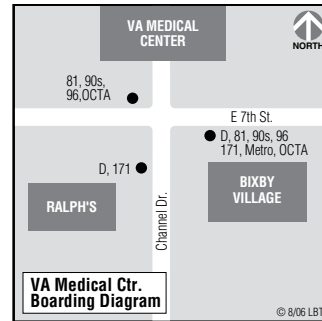 VA MEDICAL
CENTER
NORTH
81, 90s,
96,OCTA
E 7th St.
D, 81, 90s, 96
171, Metro, OCTA
D, 171
BIXBY
VILLAGE
RALPH'S
Channel Dr.
VA Medical Ctr.
Boarding Diagram
© 8/06 LBT